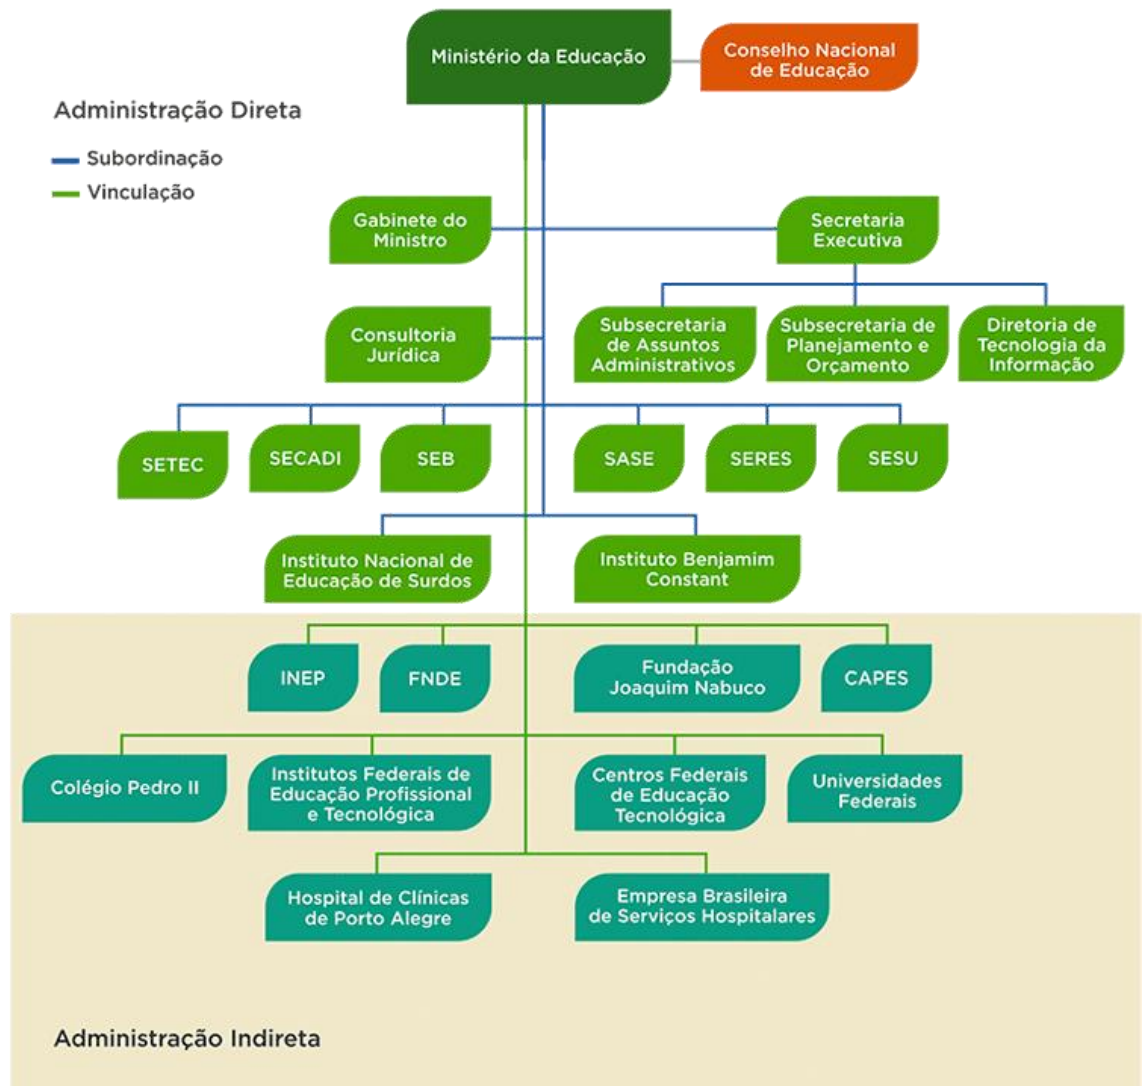 Ministério da Educação
Conselho Nacional
de Educação
Administração Direta
Subordinação
Vinculação
Gabinete do
Ministro
Secretaria
Executiva
Consultoria
Jurídica
Subsecretaria
de Assuntos
Administrativos
Subsecretaria de
Planejamento e
Orçamento
Diretoria de
Tecnologia da
Informação
SETEC
SECADI
SEB
SASE
SERES
SESU
Instituto Nacional de
Educação de Surdos
Instituto Benjamim
Constant
INEP
FNDE
Fundação
Joaquim Nabuco
CAPES
Colégio Pedro II
Institutos Federais de
Educação Profissional
e Tecnológica
Centros Federais
de Educação
Tecnológica
Universidades
Federais
Hospital de Clínicas
de Porto Alegre
Empresa Brasileira
de Serviços Hospitalares
Administração Indireta